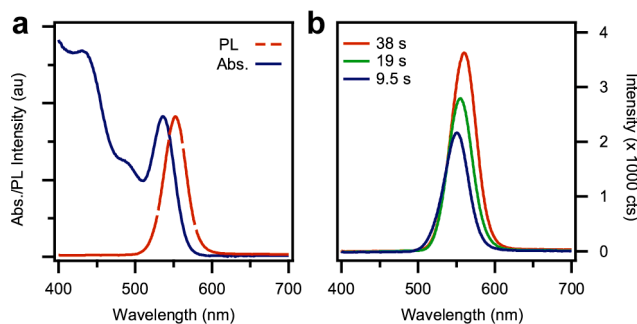 a
PL
Abs.
Abs./PL Intensity (au)
400
500
600
700
Wavelength (nm)
b
38 s
19 s
9.5 s
4
3
2
1
0
Intensity (x 1000 cts)
400
500
600
700
Wavelength (nm)